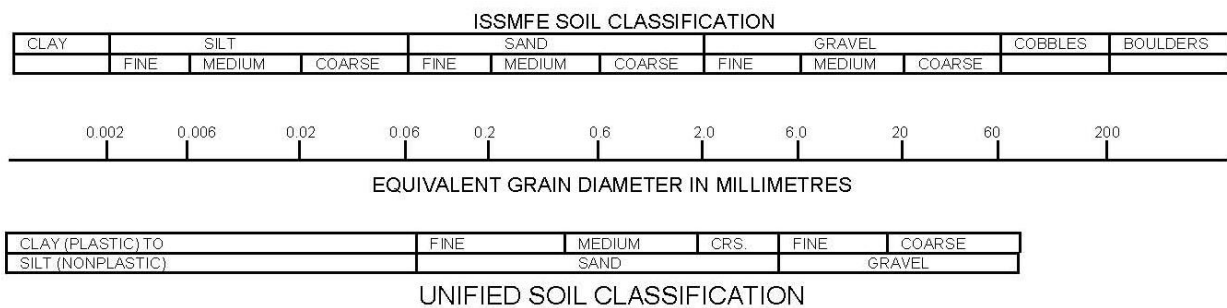 ISSMFE SOIL CLASSIFICATION
CLAY SILT SAND GRAVEL COBBLES BOULDERS
FINE MEDIUM COARSE FINE MEDIUM COARSE FINE MEDIUM COARSE
0.002 0.006 0.02 0.06 0.2 0.6 2.0 6.0 20 60 200
EQUIVALENT GRAIN DIAMETER IN MILLIMETRES
CLAY (PLASTIC) TO FINE MEDIUM CRS. FINE COARSE
SILT (NONPLASTIC) SAND GRAVEL
UNIFIED SOIL CLASSIFICATION